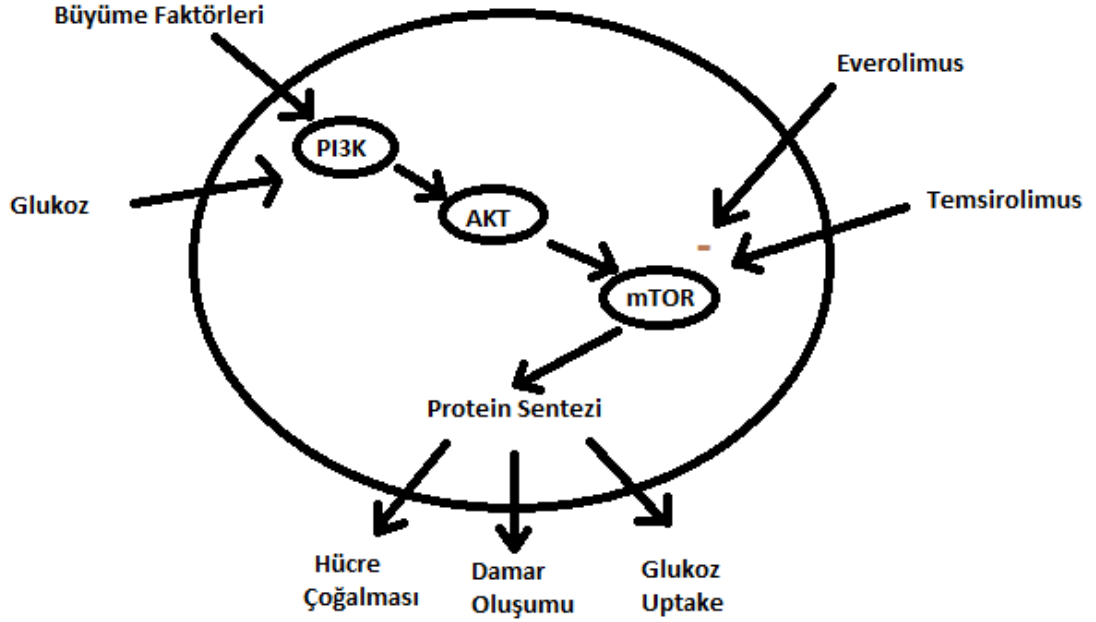 Büyüme Faktörleri
Everolimus
PI3K
Glukoz
Temsirolimus
AKT
-
mTOR
Protein Sentezi
Hücre
Çoğalması
Damar
Oluşumu
Glukoz
Uptake